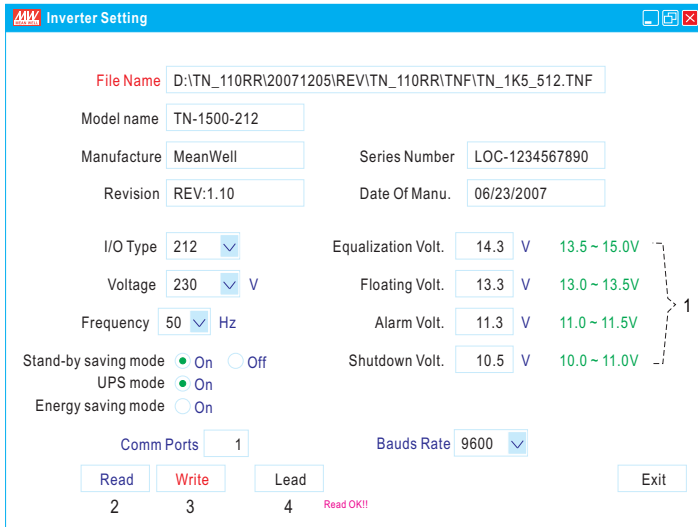 MW MEAN WELL Inverter Setting
File Name D:\TN_110RR\20071205\REV\TN_110RR\TNF\TN_1K5_512.TNF
Model name TN-1500-212
Manufacture MeanWell Series Number LOC-1234567890
Revision REV:1.10 Date Of Manu. 06/23/2007
I/O Type 212 Equalization Volt. 14.3 V 13.5 ~ 15.0V
Voltage 230 V Floating Volt. 13.3 V 13.0 ~ 13.5V
1
Frequency 50 Hz Alarm Volt. 11.3 V 11.0 ~ 11.5V
Stand-by saving mode On Off Shutdown Volt. 10.5 V 10.0 ~ 11.0V
UPS mode On
Energy saving mode On
Comm Ports 1 Bauds Rate 9600
Read Write Lead Exit
2 3 4 Read OK!!